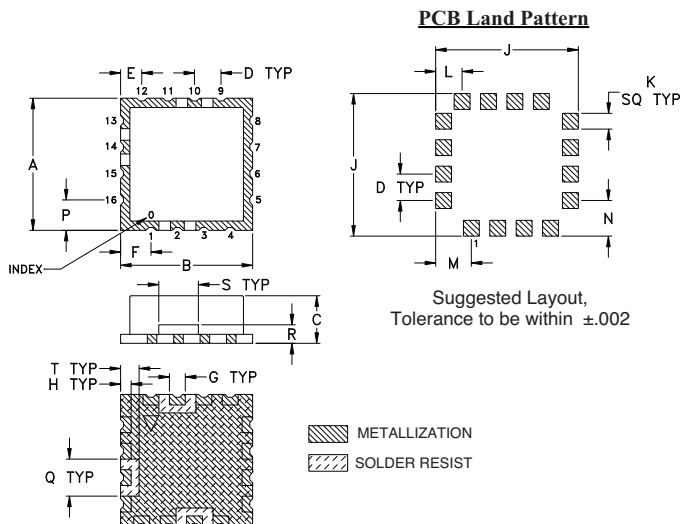 PCB Land Pattern
E
D TYP
12 11 10 9
13
14
15
16
8
7
6
5
A
P
0
1 2 3 4
INDEX
F
B
J
L
K
SQ TYP
J
D TYP
N
1
M
Suggested Layout,
Tolerance to be within ±.002
S TYP
C
R
T TYP
H TYP
G TYP
Q TYP
METALLIZATION
SOLDER RESIST